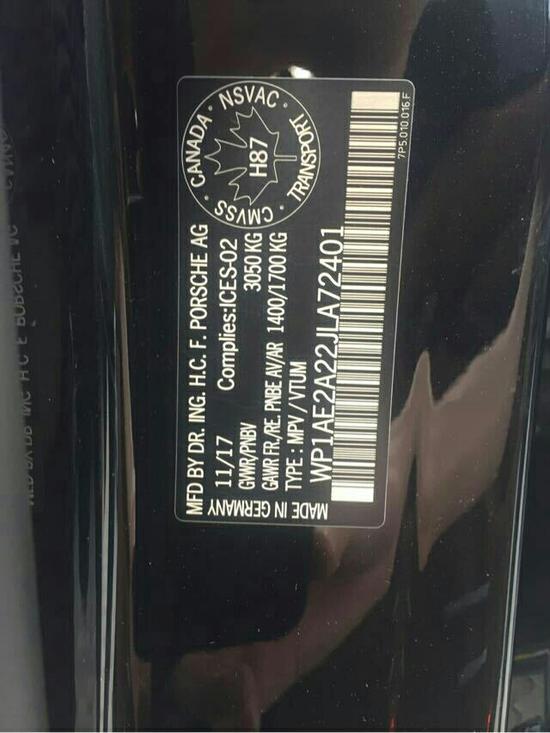 MFD BY DR. ING. H.C. F. PORSCHE AG
11/17 Complies:ICES-02
GWR/PNBV 3050 KG
GAWR FR./RE. PNBE AV/AR 1400/1700 KG
TYPE : MPV / VTUM
WP1AE2A22JLA72401
MADE IN GERMANY
CANADA · NSVAC · TRANSPORT · CMVSS ·
H87
7P5.010.016.F